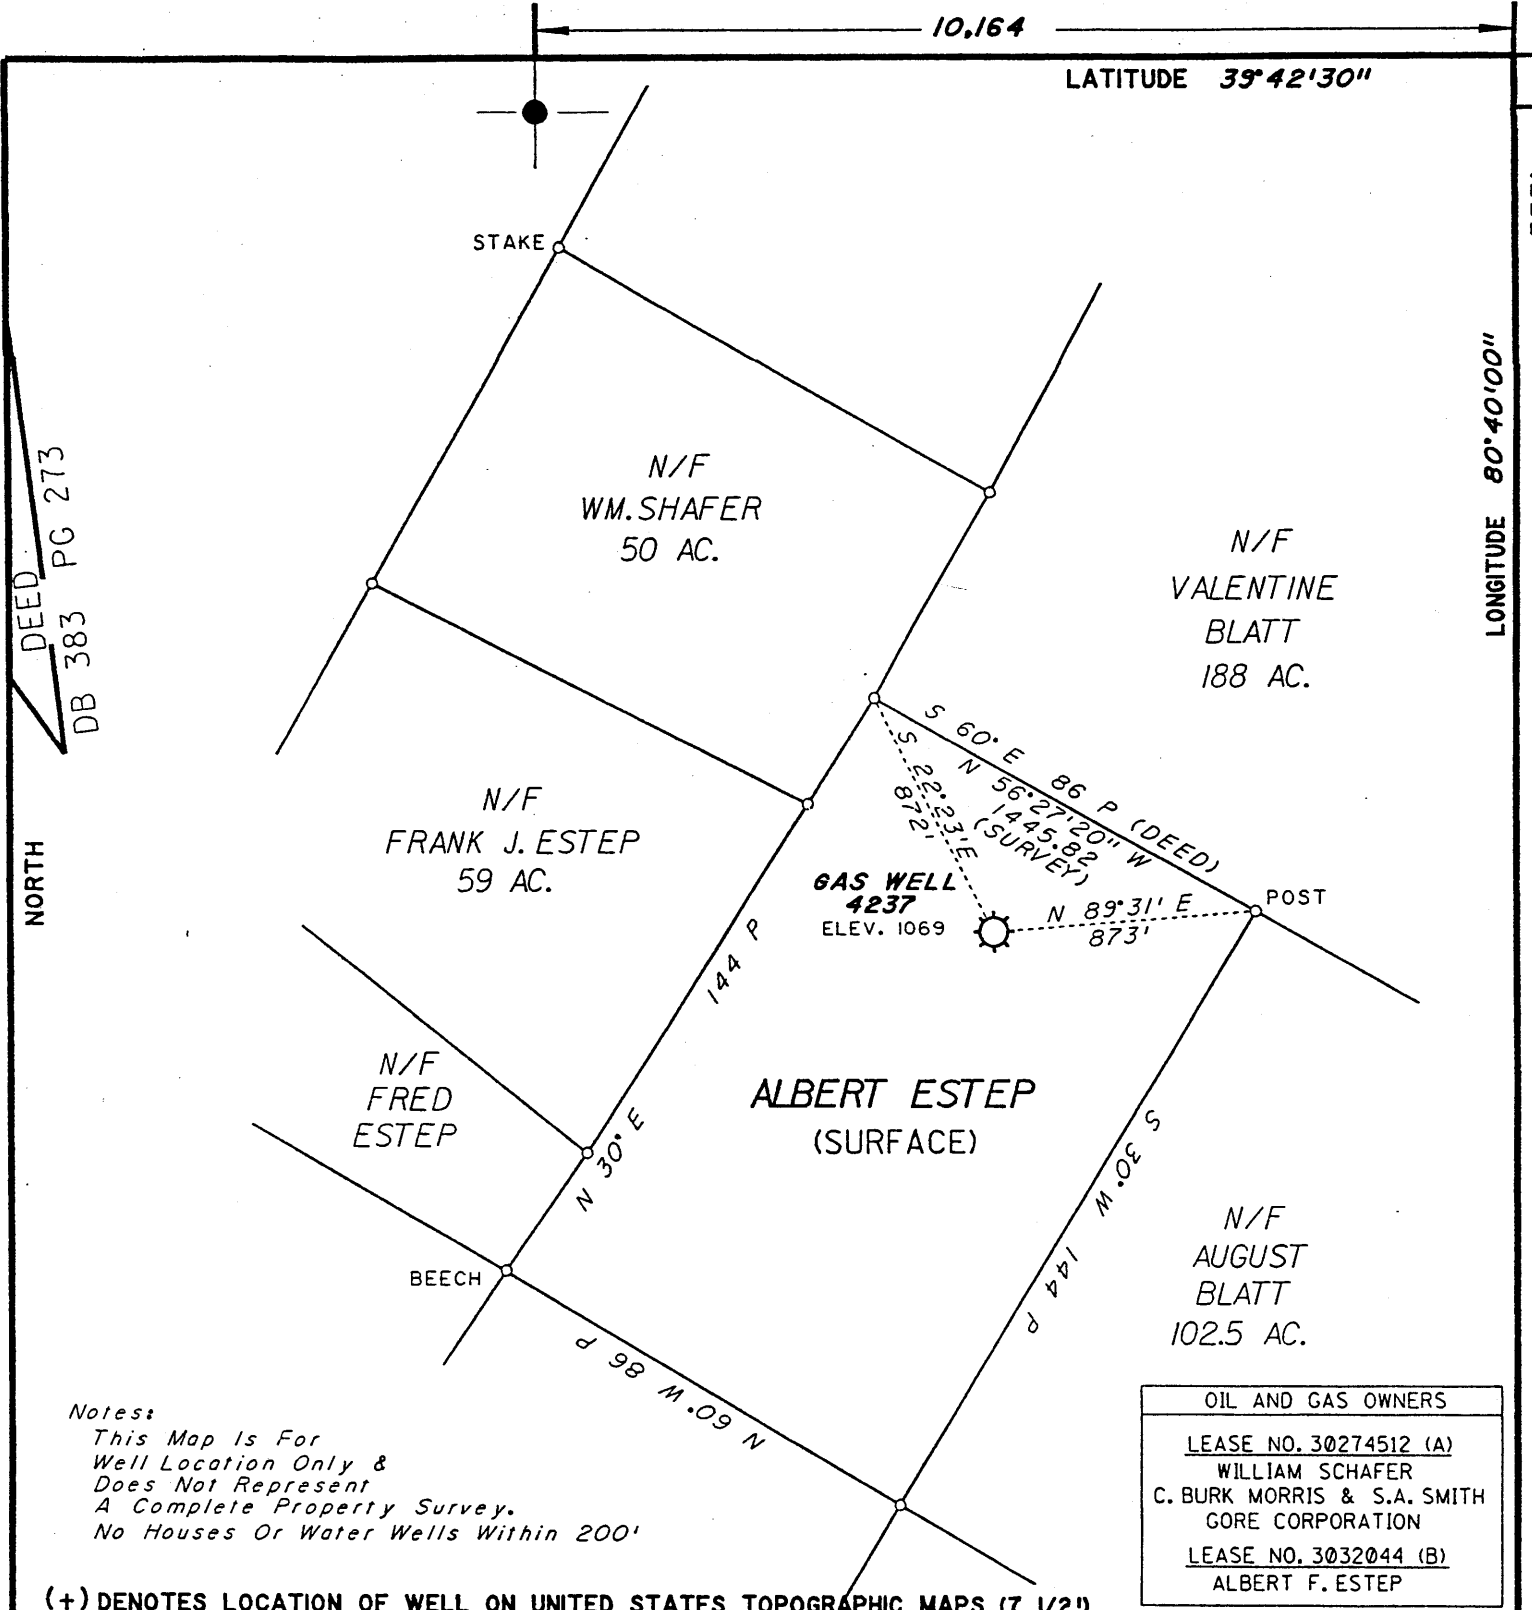 10,164
LATITUDE 39°42'30"
STAKE
LONGITUDE 80°40'00"
DEED
DB 383 PG 273
NORTH
N/F
WM. SHAFER
50 AC.
N/F
VALENTINE
BLATT
188 AC.
S 60° E 86 P (DEED)
N 56°27'20" W
1445.82
(SURVEY)
S 22°23'E
872'
N/F
FRANK J. ESTEP
59 AC.
GAS WELL
4237
ELEV. 1069
N 89°31' E
873'
POST
144 P
N 30° E
N/F
FRED
ESTEP
ALBERT ESTEP
(SURFACE)
S 30° W 144 P
N/F
AUGUST
BLATT
102.5 AC.
BEECH
N 60° W 86 P
Notes:
This Map Is For
Well Location Only &
Does Not Represent
A Complete Property Survey.
No Houses Or Water Wells Within 200'
OIL AND GAS OWNERS
LEASE NO. 30274512 (A)
WILLIAM SCHAFER
C. BURK MORRIS & S.A. SMITH
GORE CORPORATION
LEASE NO. 3032044 (B)
ALBERT F. ESTEP
(+) DENOTES LOCATION OF WELL ON UNITED STATES TOPOGRAPHIC MAPS (7 1/2')